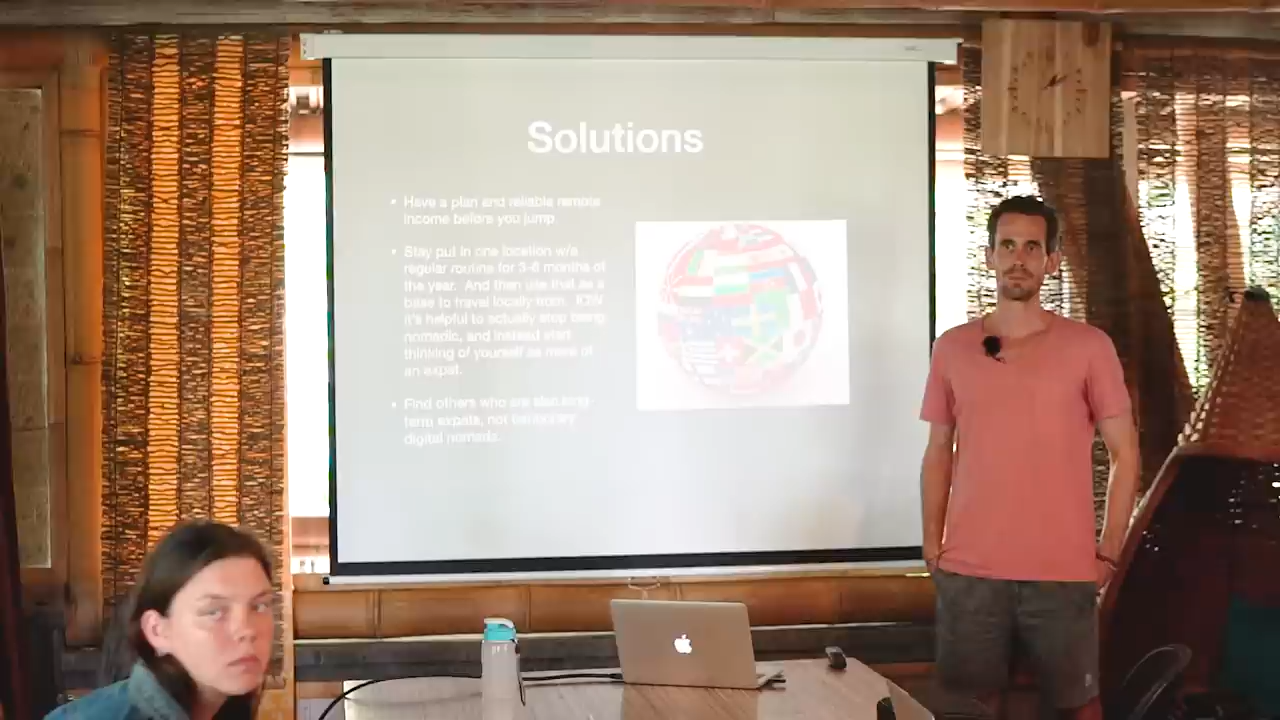 Solutions
• Have a plan and reliable remote
income before you jump.
• Stay put in one location w/a
regular routine for 3-6 months of
the year. And then use that as a
base to travel locally from.
it's helpful to actually stop being
nomadic, and instead start
thinking of yourself as more of
an expat.
• Find others who are also long-
term expats, not temporary
digital nomads.